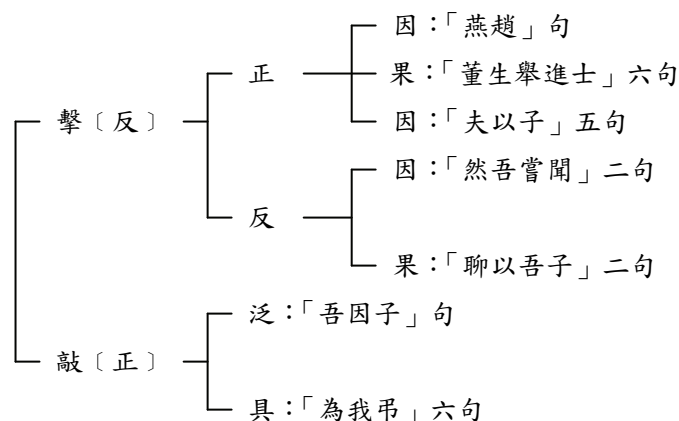 因：「燕趙」句
正
果：「董生舉進士」六句
擊〔反〕
因：「夫以子」五句
因：「然吾嘗聞」二句
反
果：「聊以吾子」二句
泛：「吾因子」句
敲〔正〕
具：「為我弔」六句